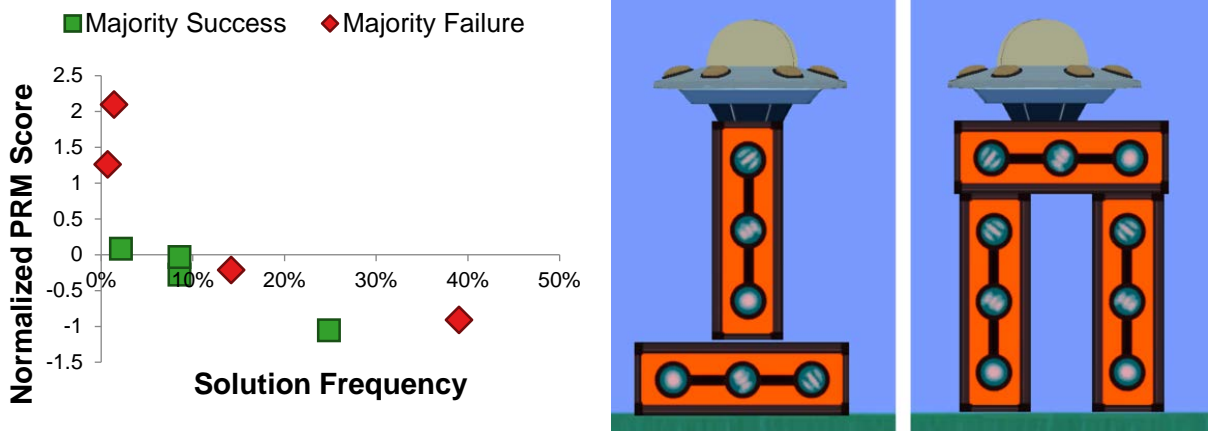 Majority Success Majority Failure
Normalized PRM Score
2.5
2
1.5
1
0.5
0
-0.5
-1
-1.5
0% 10% 20% 30% 40% 50%
Solution Frequency